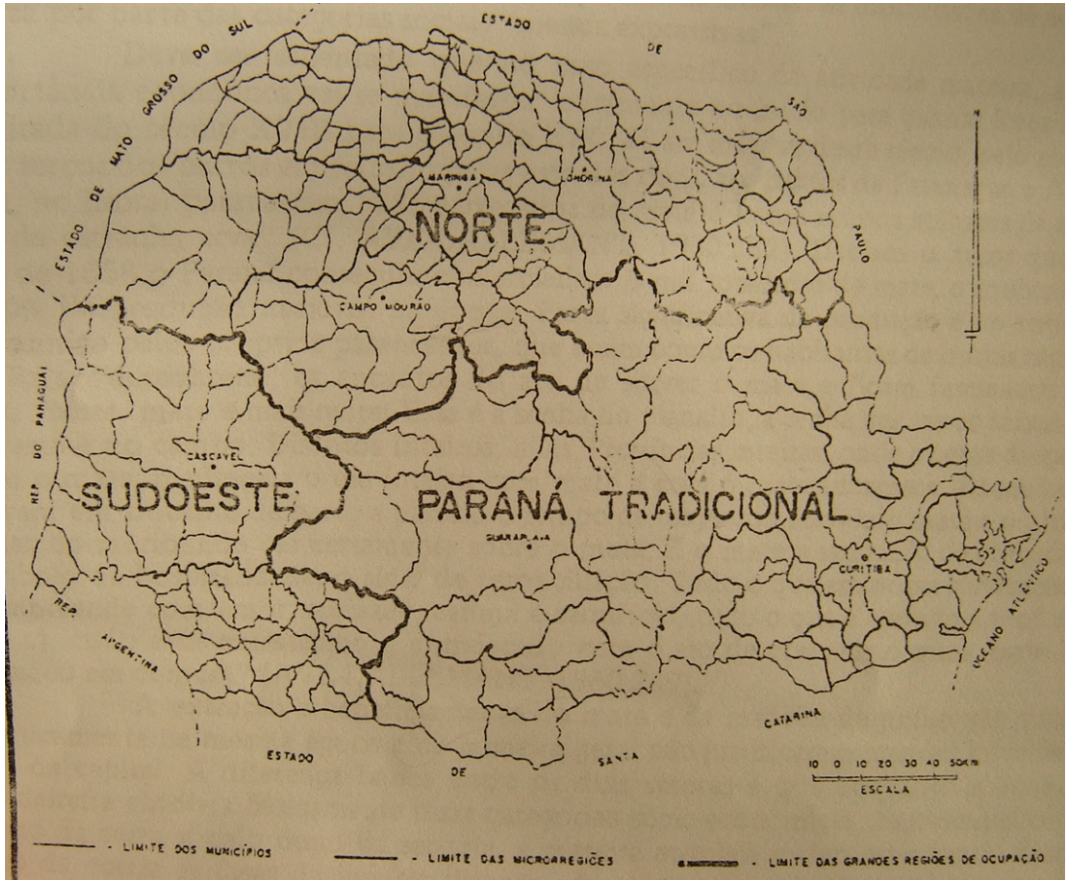 ESTADO DE SÃO PAULO
ESTADO DE MATO GROSSO DO SUL
MARINGÁ
LONDRINA
NORTE
CAMPO MOURÃO
REP. DO PARAGUAI
CASCAVEL
SUDOESTE
PARANÁ TRADICIONAL
CURITIBA
REP. ARGENTINA
OCEANO ATLÂNTICO
ESTADO DE SANTA CATARINA
10 0 10 20 30 40 50KM
ESCALA
- LIMITE DOS MUNICÍPIOS
- LIMITE DAS MICRORREGIÕES
- LIMITE DAS GRANDES REGIÕES DE OCUPAÇÃO